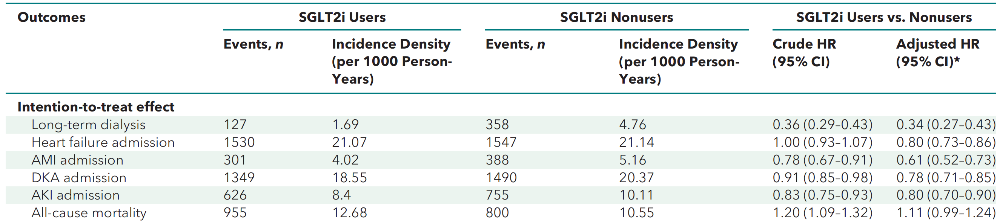 Outcomes SGLT2i Users SGLT2i Nonusers SGLT2i Users vs. Nonusers
Events, n Incidence Density (per 1000 Person-Years) Events, n Incidence Density (per 1000 Person-Years) Crude HR (95% CI) Adjusted HR (95% CI)*
Intention-to-treat effect
Long-term dialysis 127 1.69 358 4.76 0.36 (0.29–0.43) 0.34 (0.27–0.43)
Heart failure admission 1530 21.07 1547 21.14 1.00 (0.93–1.07) 0.80 (0.73–0.86)
AMI admission 301 4.02 388 5.16 0.78 (0.67–0.91) 0.61 (0.52–0.73)
DKA admission 1349 18.55 1490 20.37 0.91 (0.85–0.98) 0.78 (0.71–0.85)
AKI admission 626 8.4 755 10.11 0.83 (0.75–0.93) 0.80 (0.70–0.90)
All-cause mortality 955 12.68 800 10.55 1.20 (1.09–1.32) 1.11 (0.99–1.24)